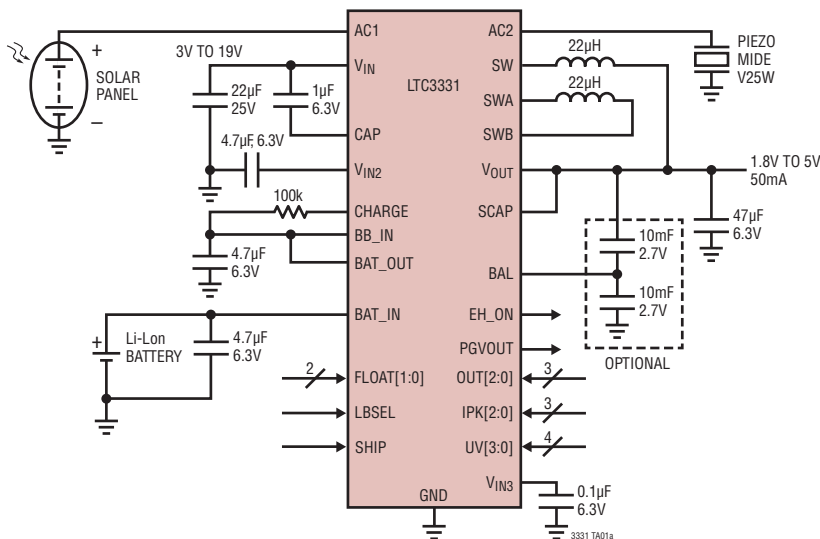 AC1
AC2
3V TO 19V
22µH
PIEZO
MIDE
V25W
+
SOLAR
PANEL
–
VIN
SW
LTC3331
22µH
22µF
25V
1µF
6.3V
SWA
CAP
SWB
4.7µF, 6.3V
VIN2
VOUT
1.8V TO 5V
50mA
100k
CHARGE
SCAP
47µF
6.3V
BB_IN
4.7µF
6.3V
BAT_OUT
BAL
10mF
2.7V
10mF
2.7V
OPTIONAL
BAT_IN
EH_ON
+
Li-Lon
BATTERY
4.7µF
6.3V
PGVOUT
2
FLOAT[1:0]
OUT[2:0]
3
LBSEL
IPK[2:0]
3
SHIP
UV[3:0]
4
VIN3
0.1µF
6.3V
GND
3331 TA01a